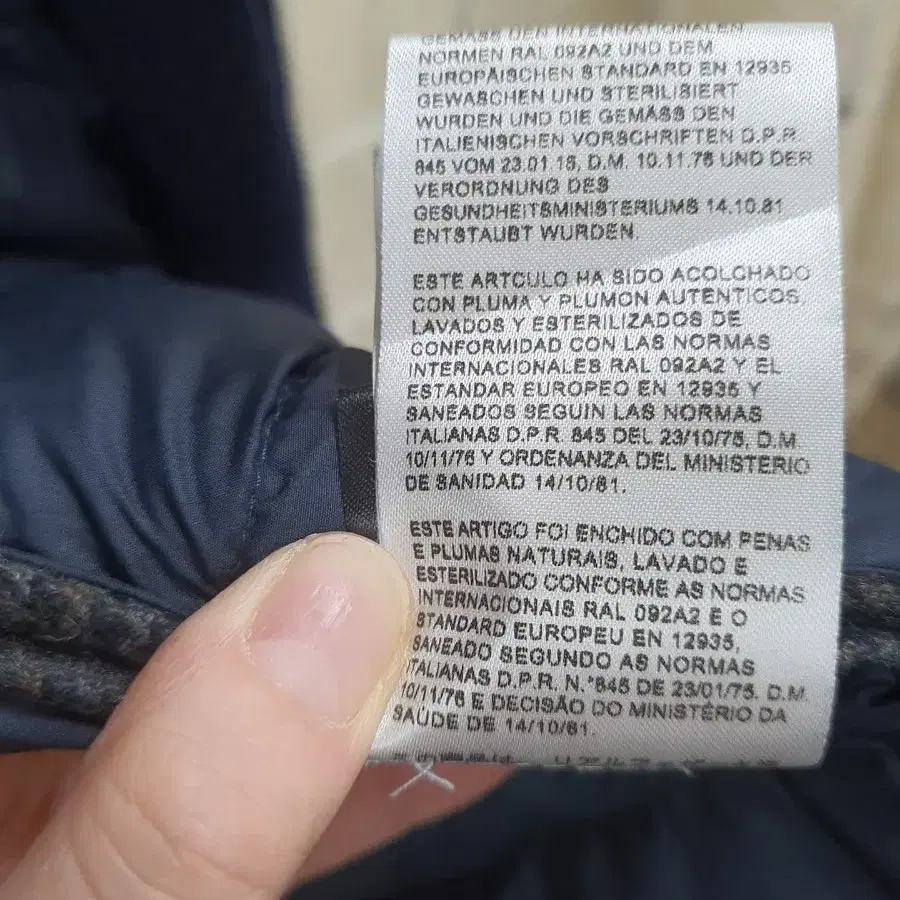 GEMÄSS DEN INTERNATIONALEN
NORMEN RAL 092A2 UND DEM
EUROPÄISCHEN STANDARD EN 12935
GEWASCHEN UND STERILISIERT
WURDEN UND DIE GEMÄSS DEN
ITALIENISCHEN VORSCHRIFTEN D.P.R.
845 VOM 23.01.15, D.M. 10.11.76 UND DER
VERORDNUNG DES
GESUNDHEITSMINISTERIUMS 14.10.81
ENTSTAUBT WURDEN.
ESTE ARTCULO HA SIDO ACOLCHADO
CON PLUMA Y PLUMON AUTENTICOS,
LAVADOS Y ESTERILIZADOS DE
CONFORMIDAD CON LAS NORMAS
INTERNACIONALES RAL 092A2 Y EL
ESTANDAR EUROPEO EN 12935 Y
SANEADOS SEGUIN LAS NORMAS
ITALIANAS D.P.R. 845 DEL 23/10/75, D.M.
10/11/76 Y ORDENANZA DEL MINISTERIO
DE SANIDAD 14/10/81.
ESTE ARTIGO FOI ENCHIDO COM PENAS
E PLUMAS NATURAIS, LAVADO E
ESTERILIZADO CONFORME AS NORMAS
INTERNACIONAIS RAL 092A2 E O
STANDARD EUROPEU EN 12935,
SANEADO SEGUNDO AS NORMAS
ITALIANAS D.P.R. N.°845 DE 23/01/75. D.M.
10/11/76 E DECISÃO DO MINISTÉRIO DA
SAÚDE DE 14/10/81.